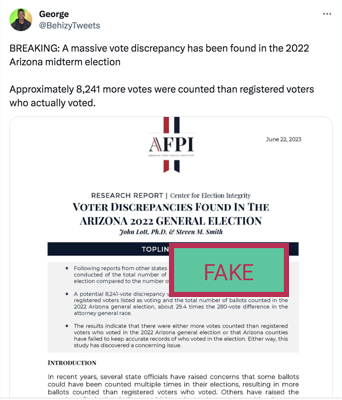 George
@BehizyTweets
BREAKING: A massive vote discrepancy has been found in the 2022
Arizona midterm election
Approximately 8,241 more votes were counted than registered voters
who actually voted.
AFPI
June 22, 2023
RESEARCH REPORT | Center for Election Integrity
VOTER DISCREPANCIES FOUND IN THE
ARIZONA 2022 GENERAL ELECTION
John Lott, Ph.D. & Steven M. Smith
TOPLIN
FAKE
Following reports from other states
conducted of the total number of
election compared to the number o
A potential 8,241-vote discrepancy
registered voters listed as voting and the total number of ballots counted in the
2022 Arizona general election, about 29.4 times the 280-vote difference in the
attorney general race.
The results indicate that there were either more votes counted than registered
voters who voted in the 2022 Arizona general election or that Arizona counties
have failed to keep accurate records of who voted in the election. Either way, this
study has discovered a concerning issue.
INTRODUCTION
In recent years, several state officials have raised concerns that some ballots
could have been counted multiple times in their elections, resulting in more
ballots counted than registered voters who voted. Others have raised the